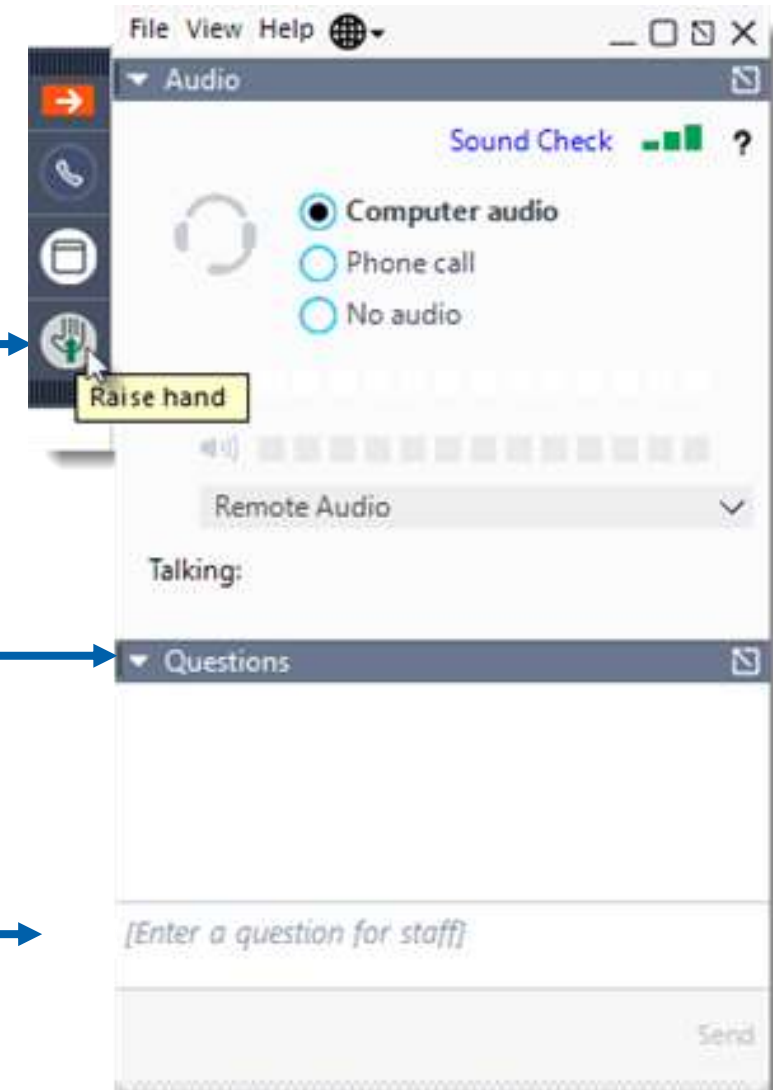 File View Help
Audio
Sound Check ?
Computer audio
Phone call
No audio
Raise hand
Remote Audio
Talking:
Questions
[Enter a question for staff]
Send